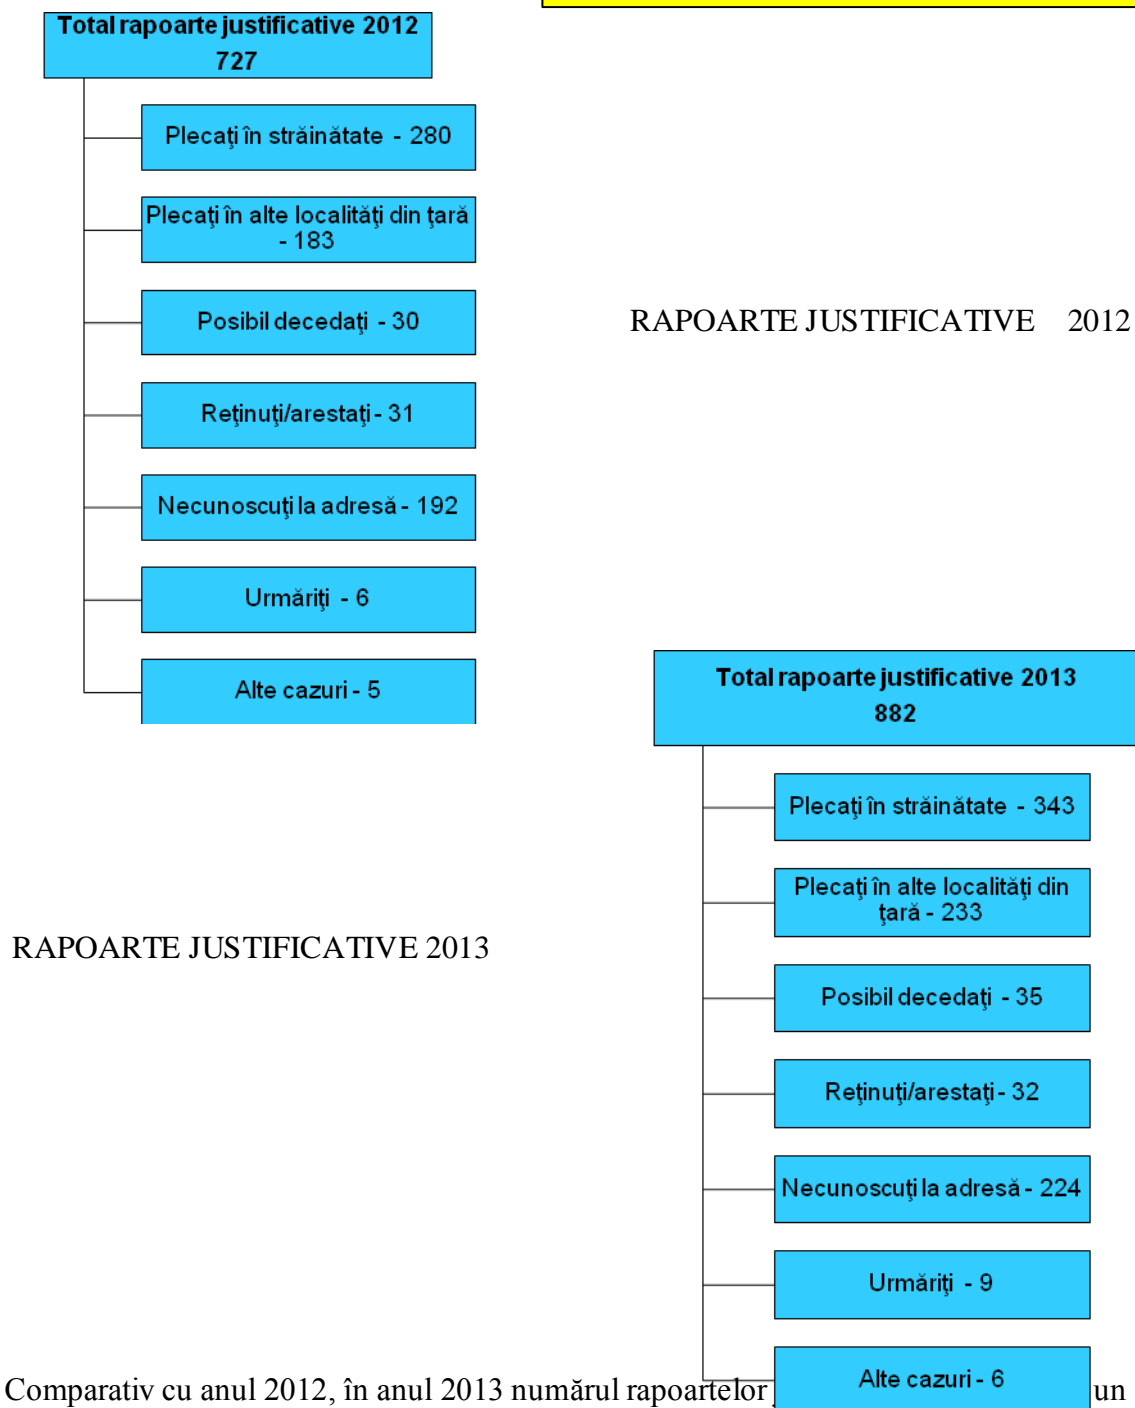 Total rapoarte justificative 2012
727
Plecaţi în străinătate - 280
Plecaţi în alte localităţi din ţară
- 183
Posibil decedaţi - 30
Reţinuţi/arestaţi - 31
Necunoscuţi la adresă - 192
Urmăriţi - 6
Alte cazuri - 5
RAPOARTE JUSTIFICATIVE 2012
Total rapoarte justificative 2013
882
Plecaţi în străinătate - 343
Plecaţi în alte localităţi din
ţară - 233
Posibil decedaţi - 35
Reţinuţi/arestaţi - 32
Necunoscuţi la adresă - 224
Urmăriţi - 9
Alte cazuri - 6
RAPOARTE JUSTIFICATIVE 2013
Comparativ cu anul 2012, în anul 2013 numărul rapoartelor un